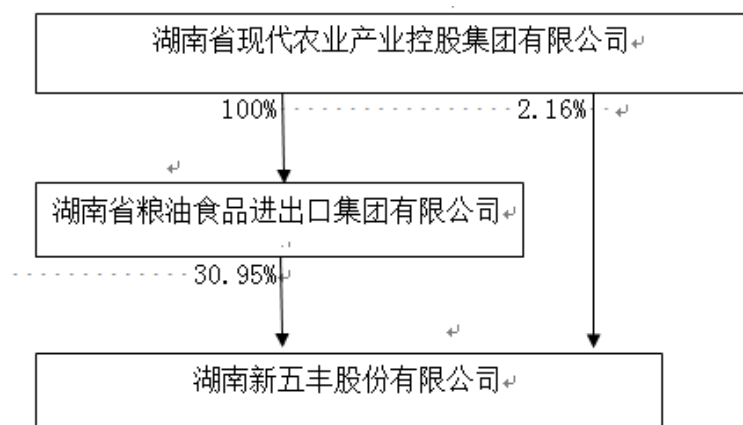 湖南省现代农业产业控股集团有限公司
100% 2.16%
湖南省粮油食品进出口集团有限公司
30.95%
湖南新五丰股份有限公司